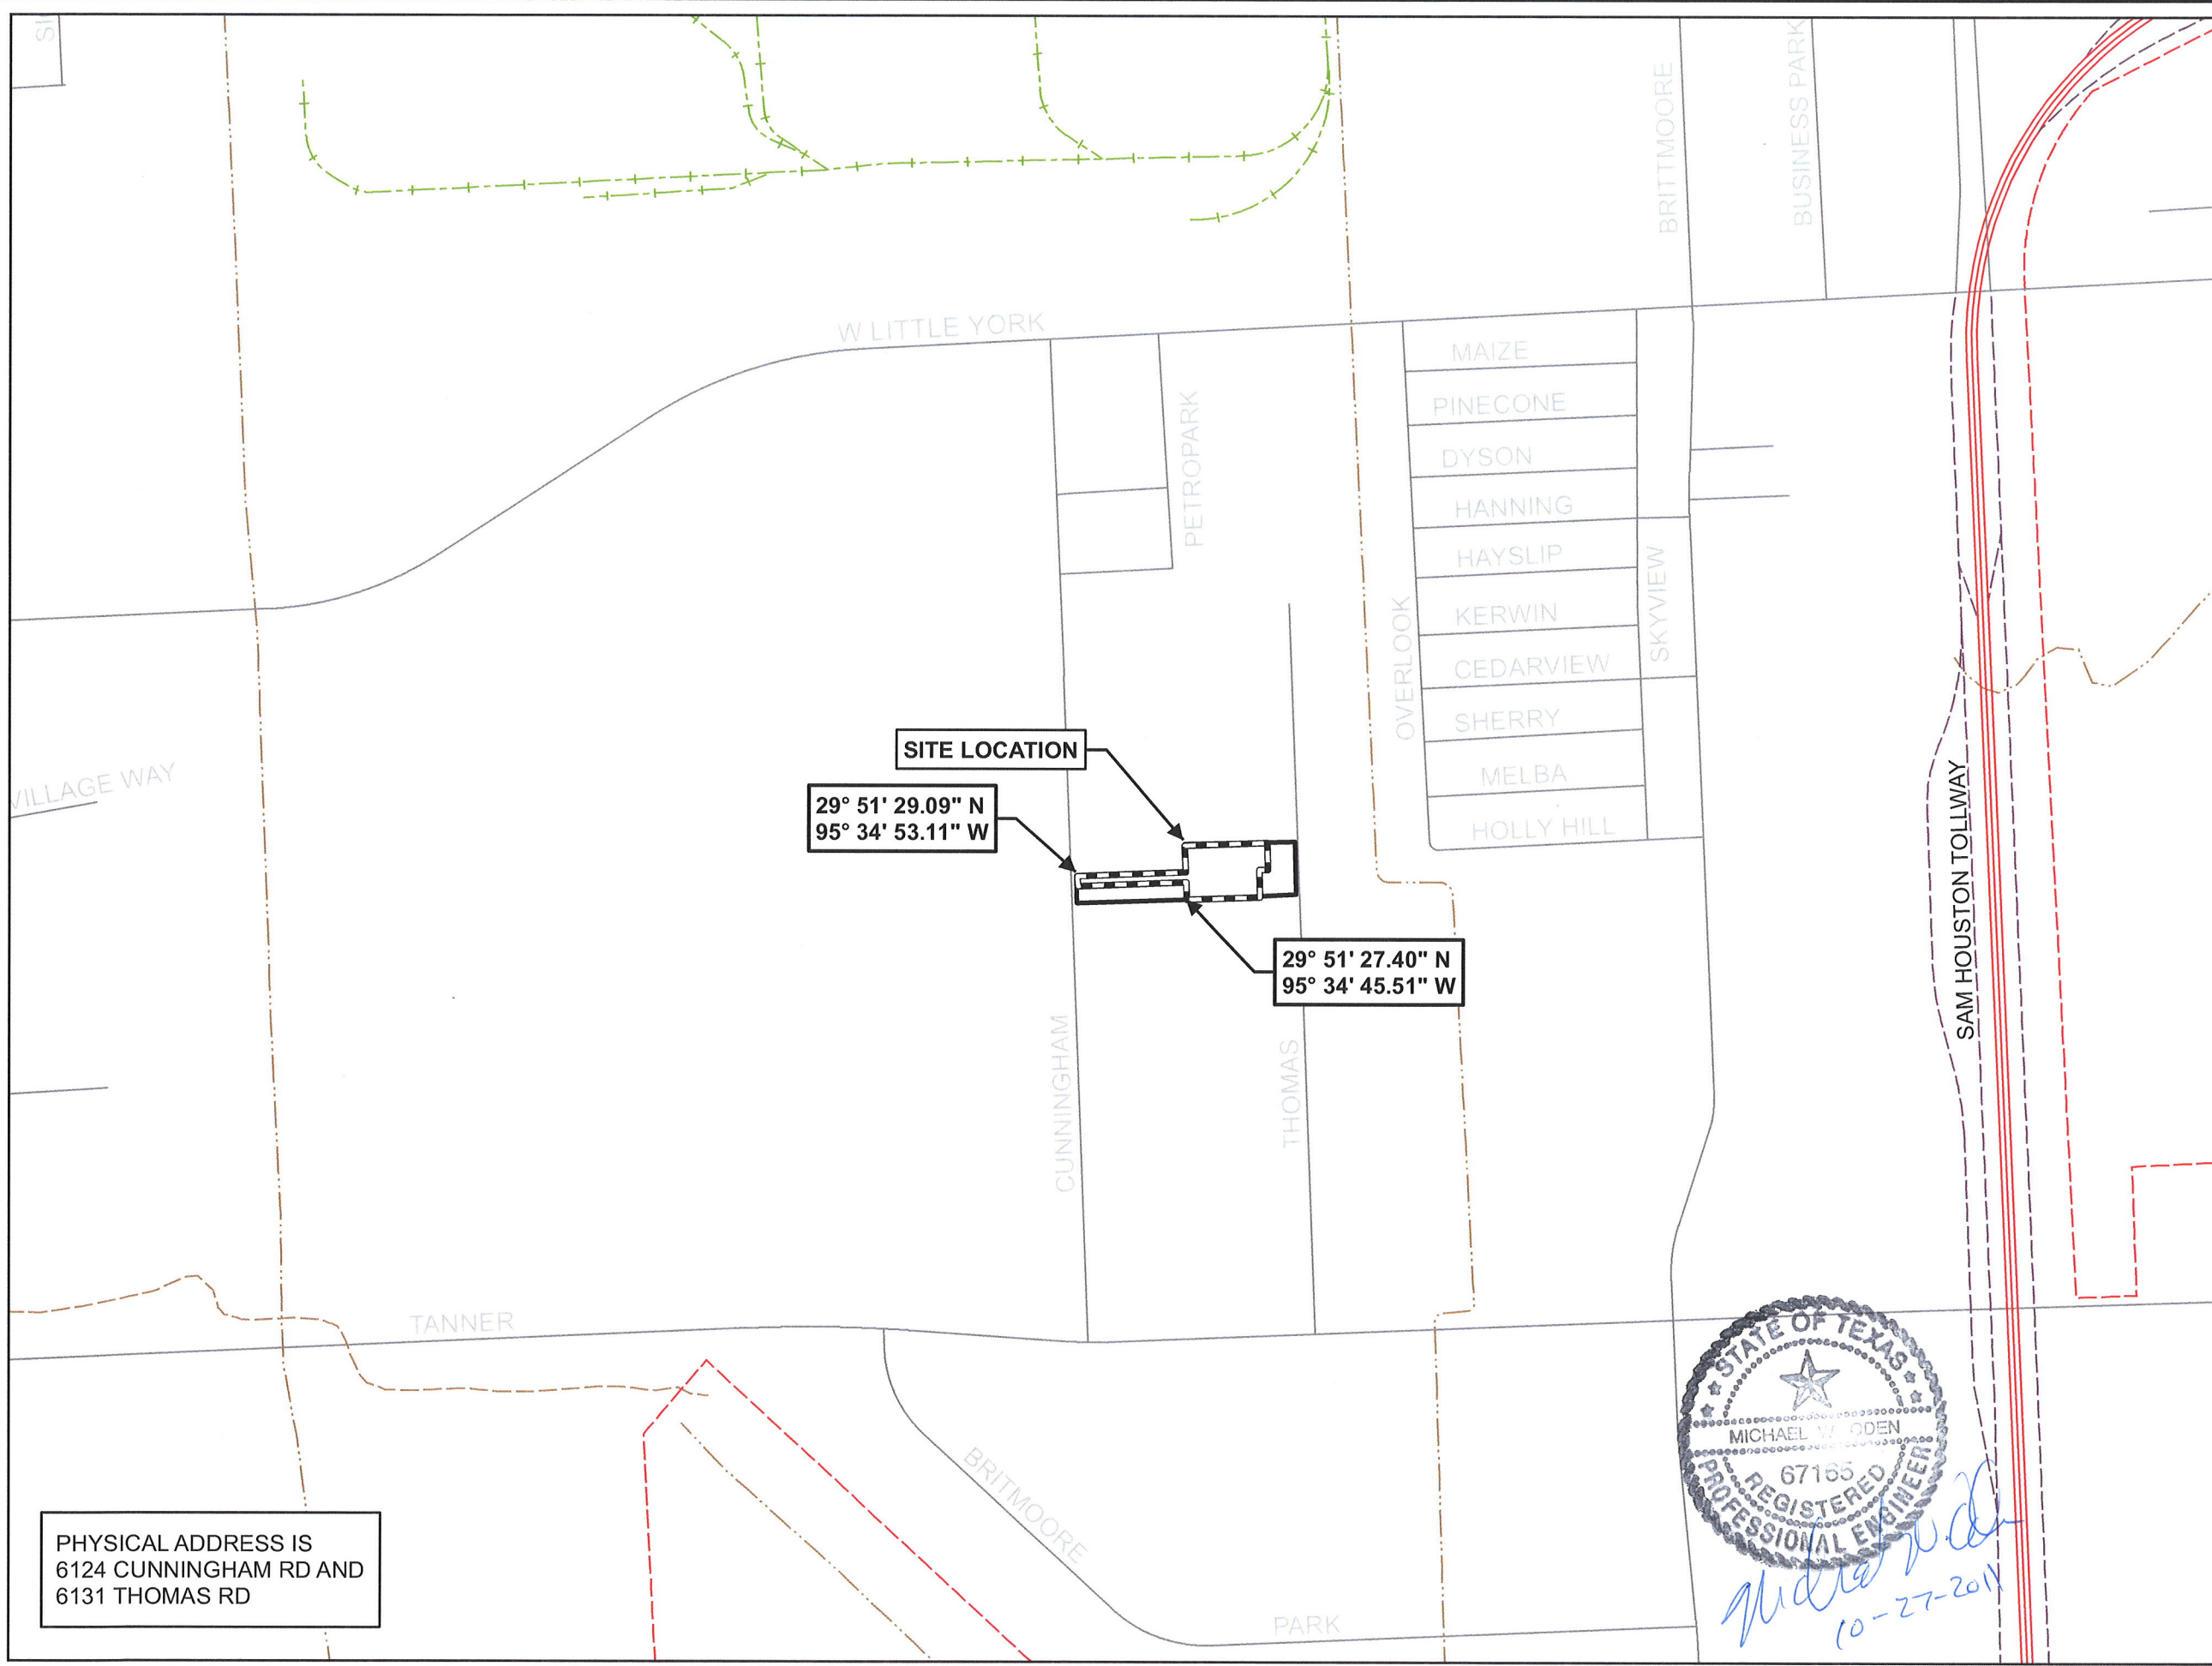 SI
BRITTMOORE
BUSINESS PARK
W LITTLE YORK
MAIZE
PINECONE
DYSON
HANNING
HAYSLIP
KERWIN
CEDARVIEW
SHERRY
MELBA
HOLLY HILL
PETROPARK
OVERLOOK
SKYVIEW
SITE LOCATION
VILLAGE WAY
29° 51' 29.09" N
95° 34' 53.11" W
29° 51' 27.40" N
95° 34' 45.51" W
SAM HOUSTON TOLLWAY
CUNNINGHAM
THOMAS
TANNER
BRITMOORE
PARK
PHYSICAL ADDRESS IS
6124 CUNNINGHAM RD AND
6131 THOMAS RD
STATE OF TEXAS
MICHAEL W. ODEN
67165
REGISTERED
PROFESSIONAL ENGINEER
10-27-2011